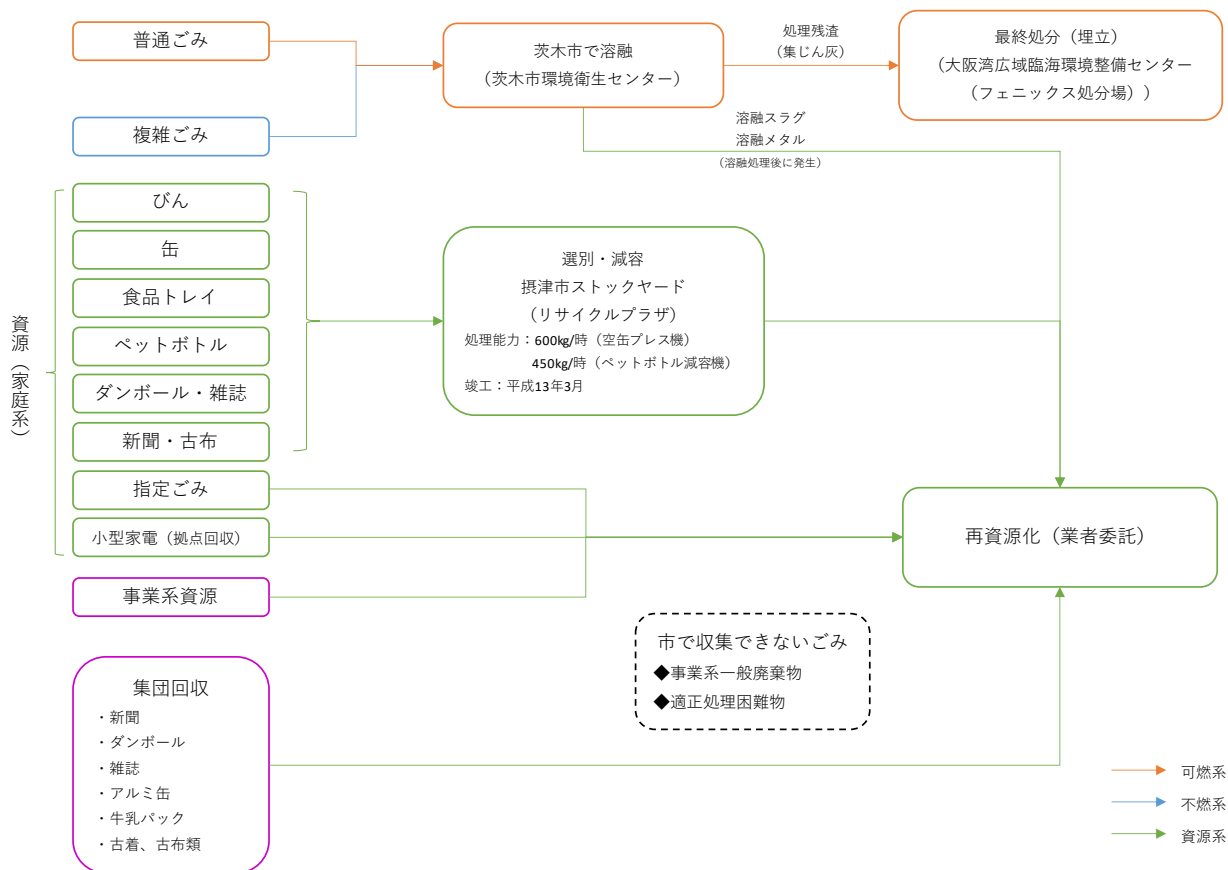 普通ごみ
複雑ごみ
茨木市で溶融
（茨木市環境衛生センター）
処理残渣
（集じん灰）
最終処分（埋立）
（大阪湾広域臨海環境整備センター
（フェニックス処分場））
溶融スラグ
溶融メタル
（溶融処理後に発生）
資源（家庭系）
びん
缶
食品トレイ
ペットボトル
ダンボール・雑誌
新聞・古布
指定ごみ
小型家電（拠点回収）
選別・減容
摂津市ストックヤード
（リサイクルプラザ）
処理能力：600kg/時（空缶プレス機）
450kg/時（ペットボトル減容機）
竣工：平成13年3月
再資源化（業者委託）
事業系資源
市で収集できないごみ
◆事業系一般廃棄物
◆適正処理困難物
集団回収
・新聞
・ダンボール
・雑誌
・アルミ缶
・牛乳パック
・古着、古布類
可燃系
不燃系
資源系